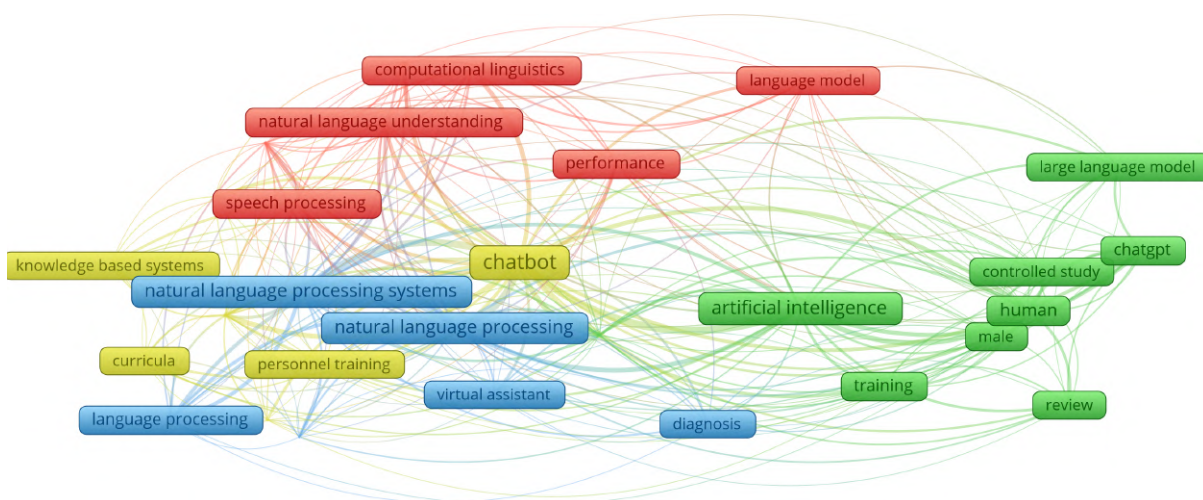 computational linguistics
language model
natural language understanding
performance
large language model
speech processing
chatgpt
chatbot
knowledge based systems
controlled study
natural language processing systems
artificial intelligence
human
natural language processing
male
curricula
personnel training
training
virtual assistant
review
language processing
diagnosis